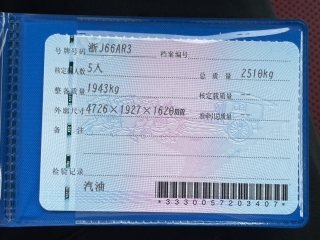 号牌号码 浙J66AR3 档案编号
核定载人数 5人 总质量 2510kg
整备质量 1943kg 核定载质量
外廓尺寸 4726×1927×1620mm 准牵引总质量
备注
检验记录
汽油
*3330057203407*